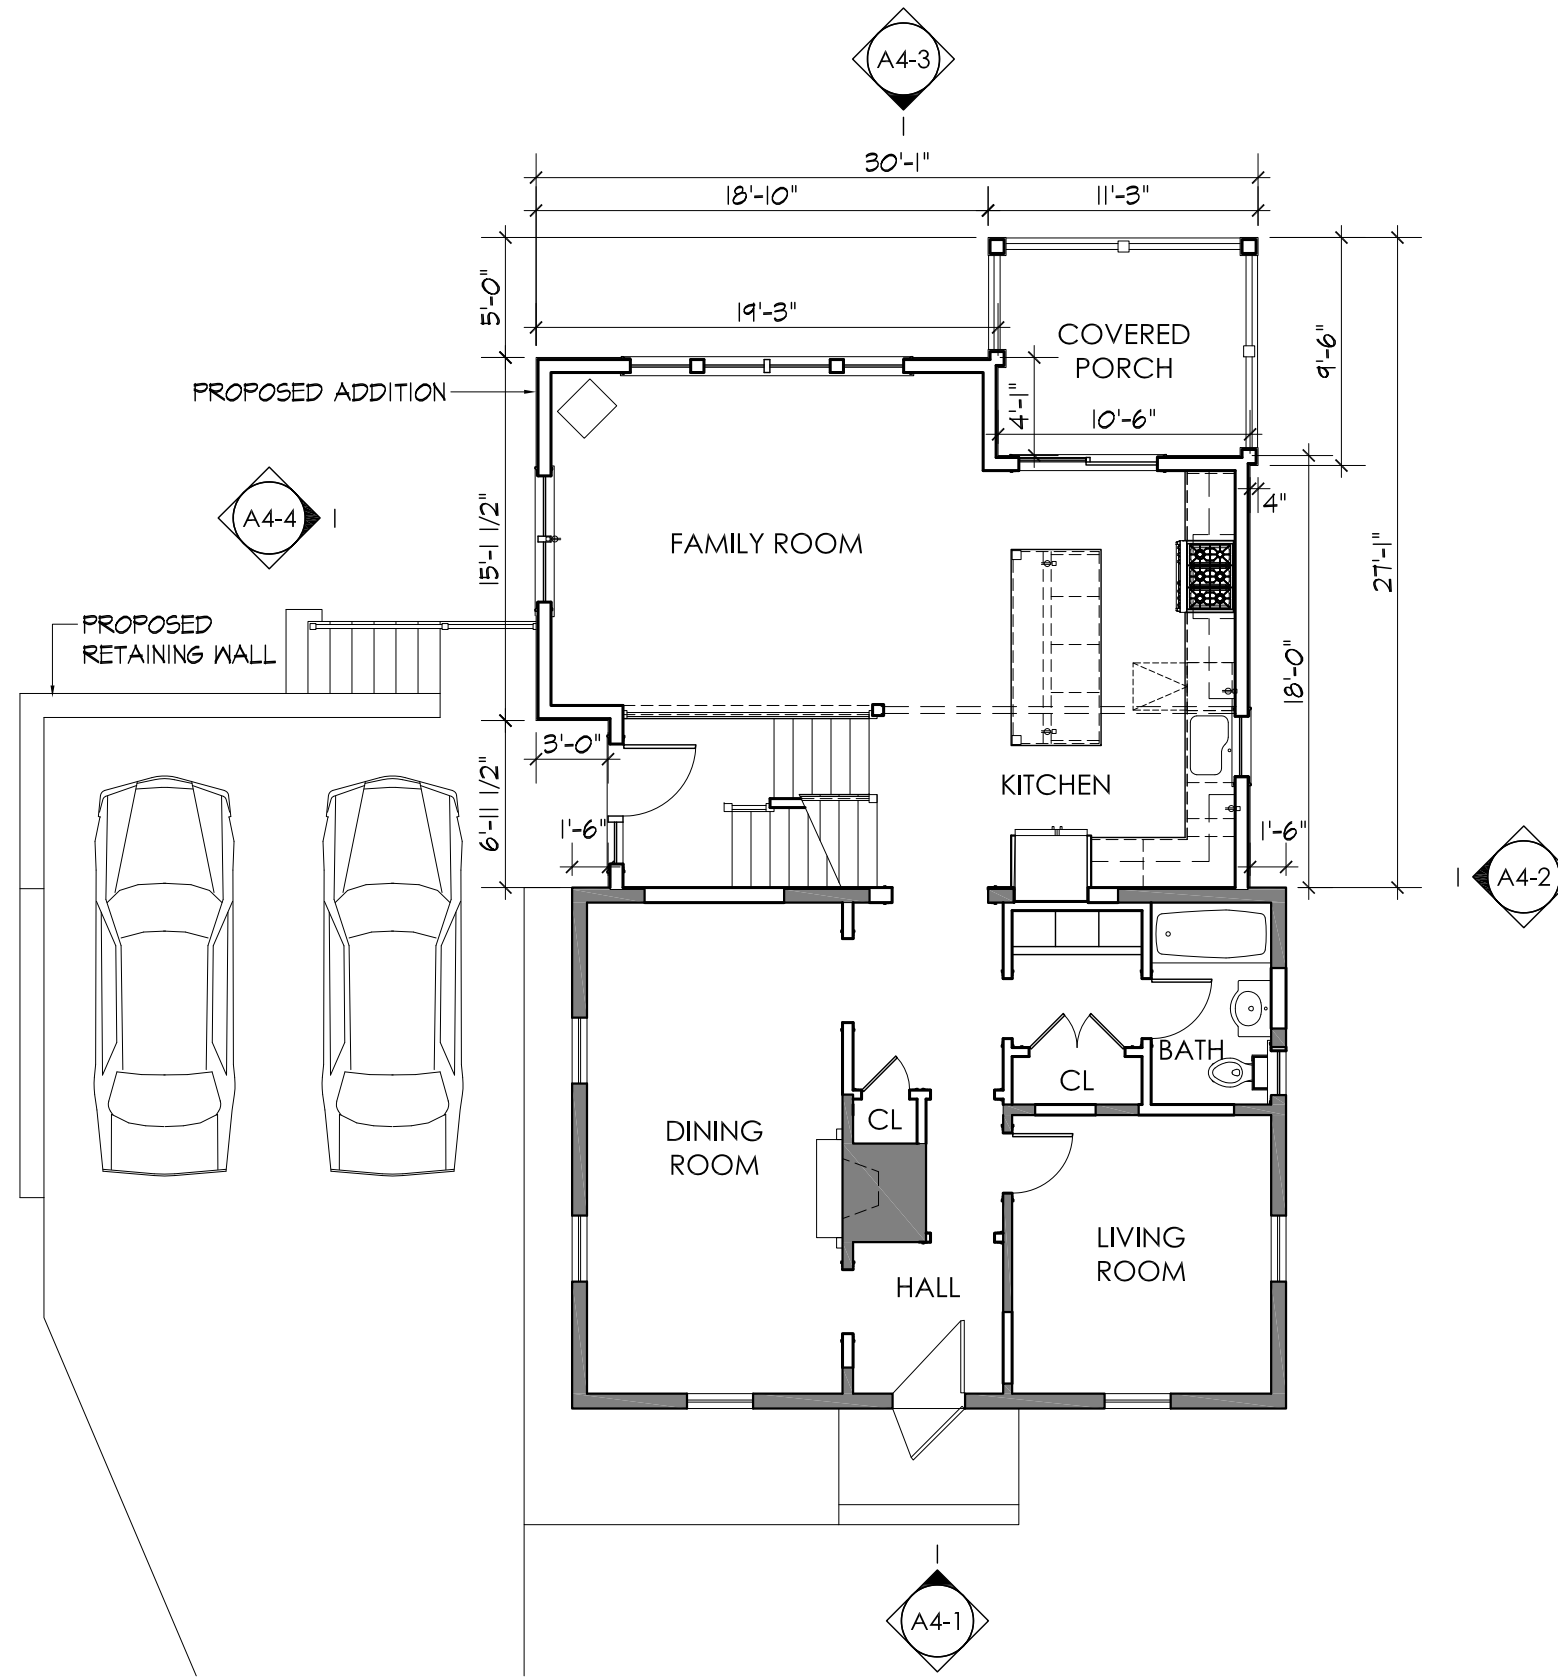 A4-3
I
30'-1"
18'-10"
11'-3"
5'-0"
19'-3"
COVERED
PORCH
9'-6"
PROPOSED ADDITION
4'-1"
10'-6"
A4-4
I
15'-1 1/2"
FAMILY ROOM
4"
27'-1"
PROPOSED
RETAINING WALL
18'-0"
3'-0"
KITCHEN
6'-11 1/2"
1'-6"
1'-6"
I
A4-2
BATH
CL
CL
DINING
ROOM
LIVING
ROOM
HALL
I
A4-1